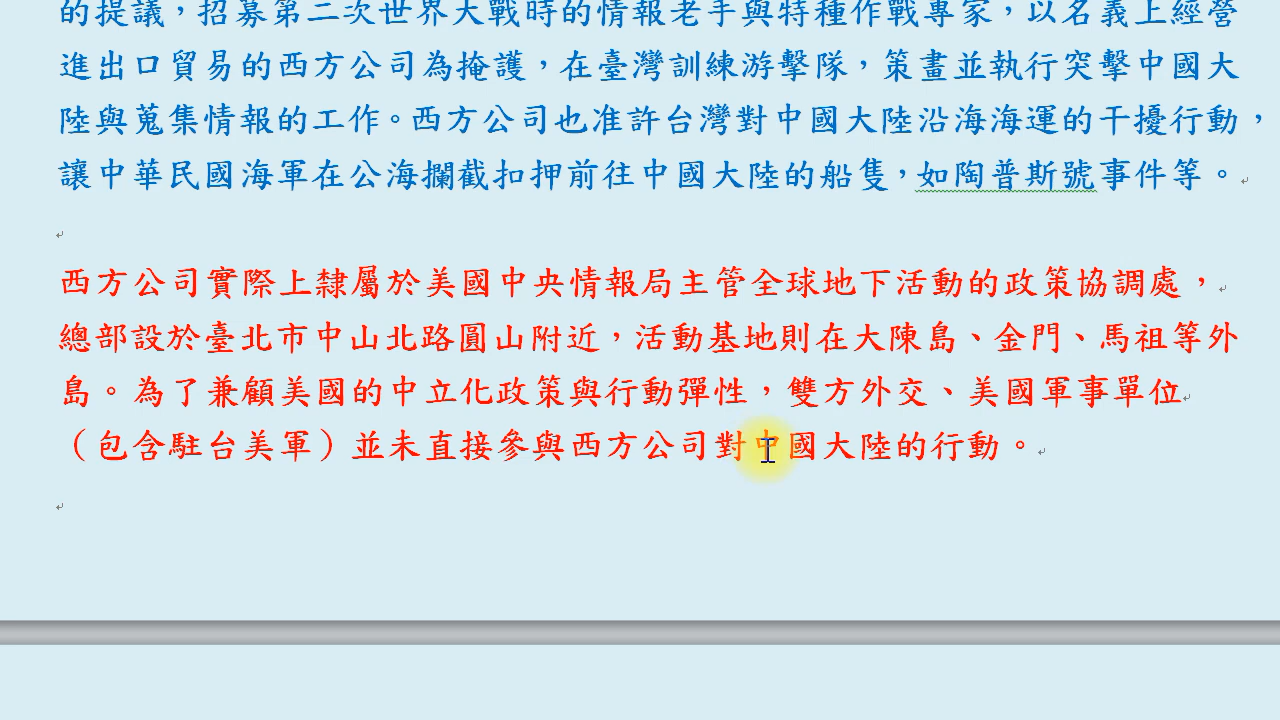 的提議，招募第二次世界大戰時的情報老手與特種作戰專家，以名義上經營
進出口貿易的西方公司為掩護，在臺灣訓練游擊隊，策畫並執行突擊中國大
陸與蒐集情報的工作。西方公司也准許台灣對中國大陸沿海海運的干擾行動，
讓中華民國海軍在公海攔截扣押前往中國大陸的船隻，如陶普斯號事件等。
西方公司實際上隸屬於美國中央情報局主管全球地下活動的政策協調處，
總部設於臺北市中山北路圓山附近，活動基地則在大陳島、金門、馬祖等外
島。為了兼顧美國的中立化政策與行動彈性，雙方外交、美國軍事單位
（包含駐台美軍）並未直接參與西方公司對中國大陸的行動。